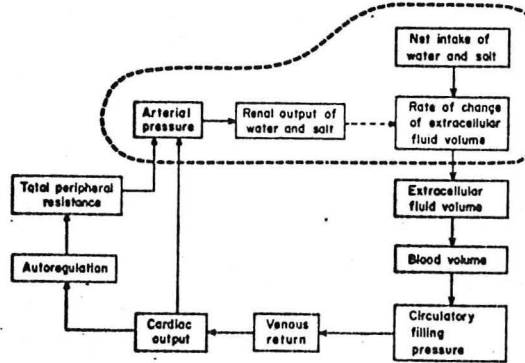 Net intake of
water and salt
Arterial
pressure
Renal output of
water and salt
Rate of change
of extracellular
fluid volume
Total peripheral
resistance
Extracellular
fluid volume
Autoregulation
Blood volume
Cardiac
output
Venous
return
Circulatory
filling
pressure